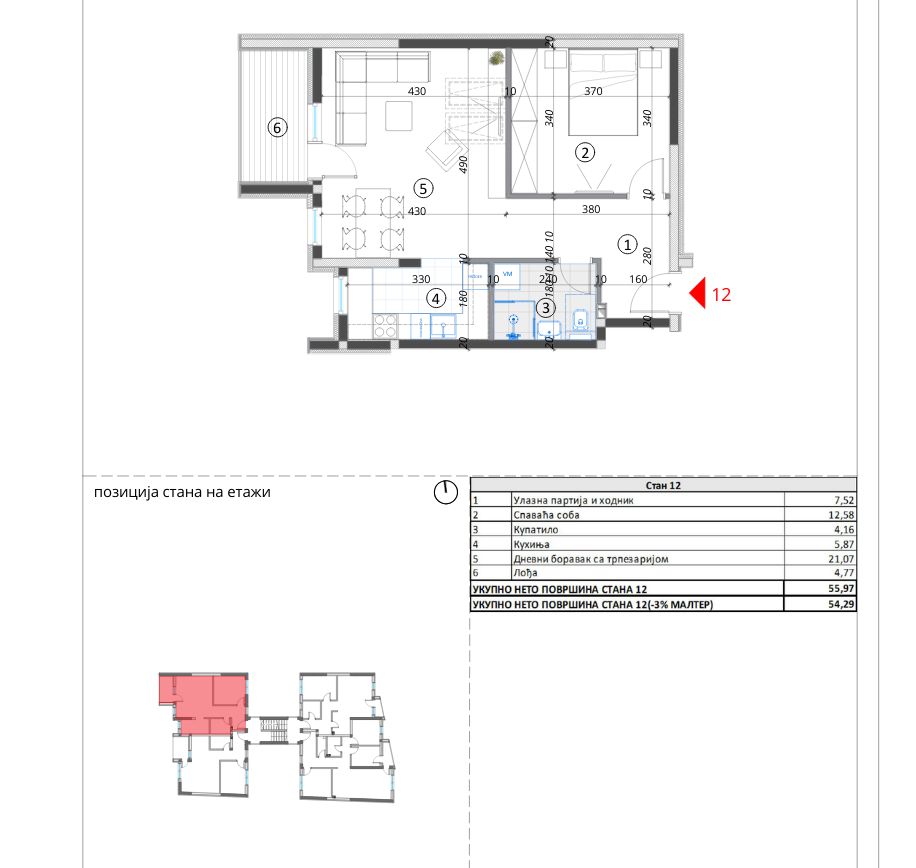 20
430
10
370
340
340
6
2
490
5
10
430
380
1
10
140
280
10
330
10
10
240
10
160
VM
180
180
4
3
12
20
20
20
позиција стана на етажи
Стан 12
1 Улазна партија и ходник 7,52
2 Спаваћа соба 12,58
3 Купатило 4,16
4 Кухиња 5,87
5 Дневни боравак са трпезаријом 21,07
6 Лођа 4,77
УКУПНО НЕТО ПОВРШИНА СТАНА 12 55,97
УКУПНО НЕТО ПОВРШИНА СТАНА 12(-3% МАЛТЕР) 54,29